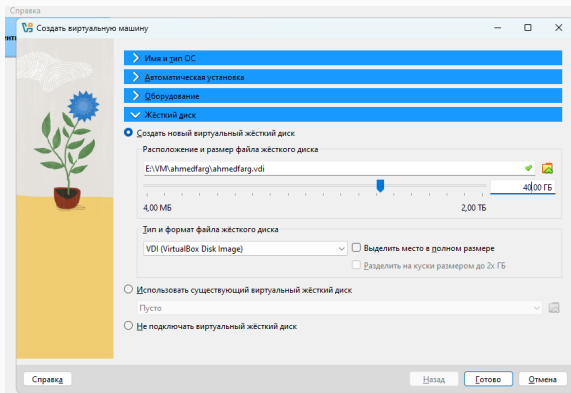 Справка
Создать виртуальную машину
Имя и тип ОС
Автоматическая установка
Оборудование
Жёсткий диск
Создать новый виртуальный жёсткий диск
Расположение и размер файла жёсткого диска
E:\VM\ahmedfarg\ahmedfarg.vdi
40,00 ГБ
4,00 МБ 2,00 ТБ
Тип и формат файла жёсткого диска
VDI (VirtualBox Disk Image) Выделить место в полном размере
Разделить на куски размером до 2х ГБ
Использовать существующий виртуальный жёсткий диск
Пусто
Не подключать виртуальный жёсткий диск
Справка Назад Готово Отмена